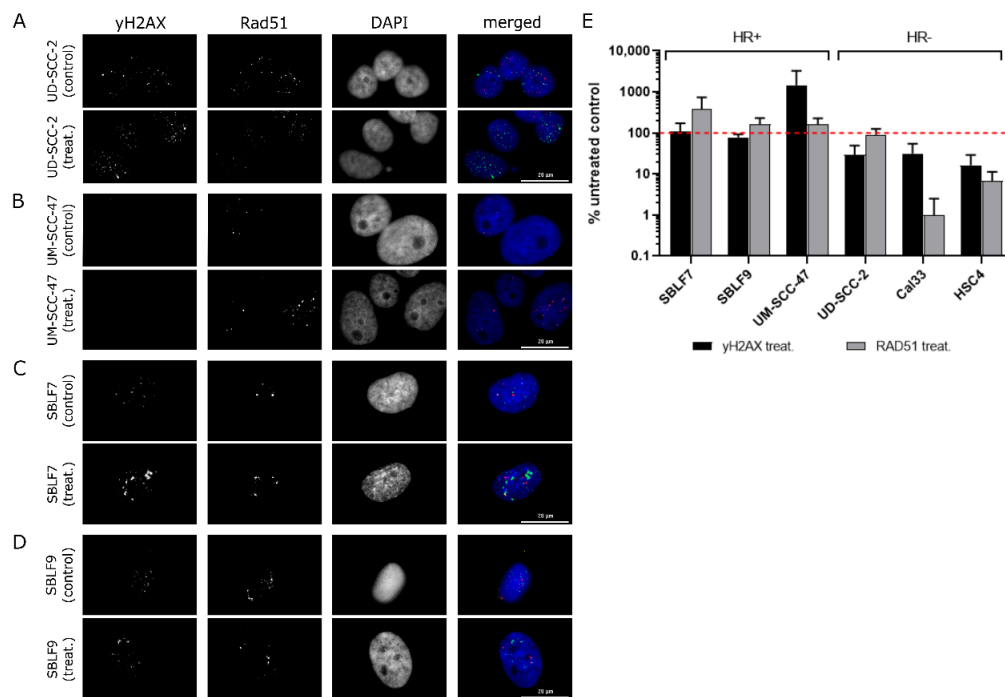 A
yH2AX Rad51 DAPI merged
UD-SCC-2
(control)
UD-SCC-2
(treat.)
20 µm
B
UM-SCC-47
(control)
UM-SCC-47
(treat.)
20 µm
C
SBLF7
(control)
SBLF7
(treat.)
20 µm
D
SBLF9
(control)
SBLF9
(treat.)
20 µm
E
HR+ HR-
% untreated control
10,000
1000
100
10
1
0.1
SBLF7
SBLF9
UM-SCC-47
UD-SCC-2
Cal33
HSC4
yH2AX treat. RAD51 treat.